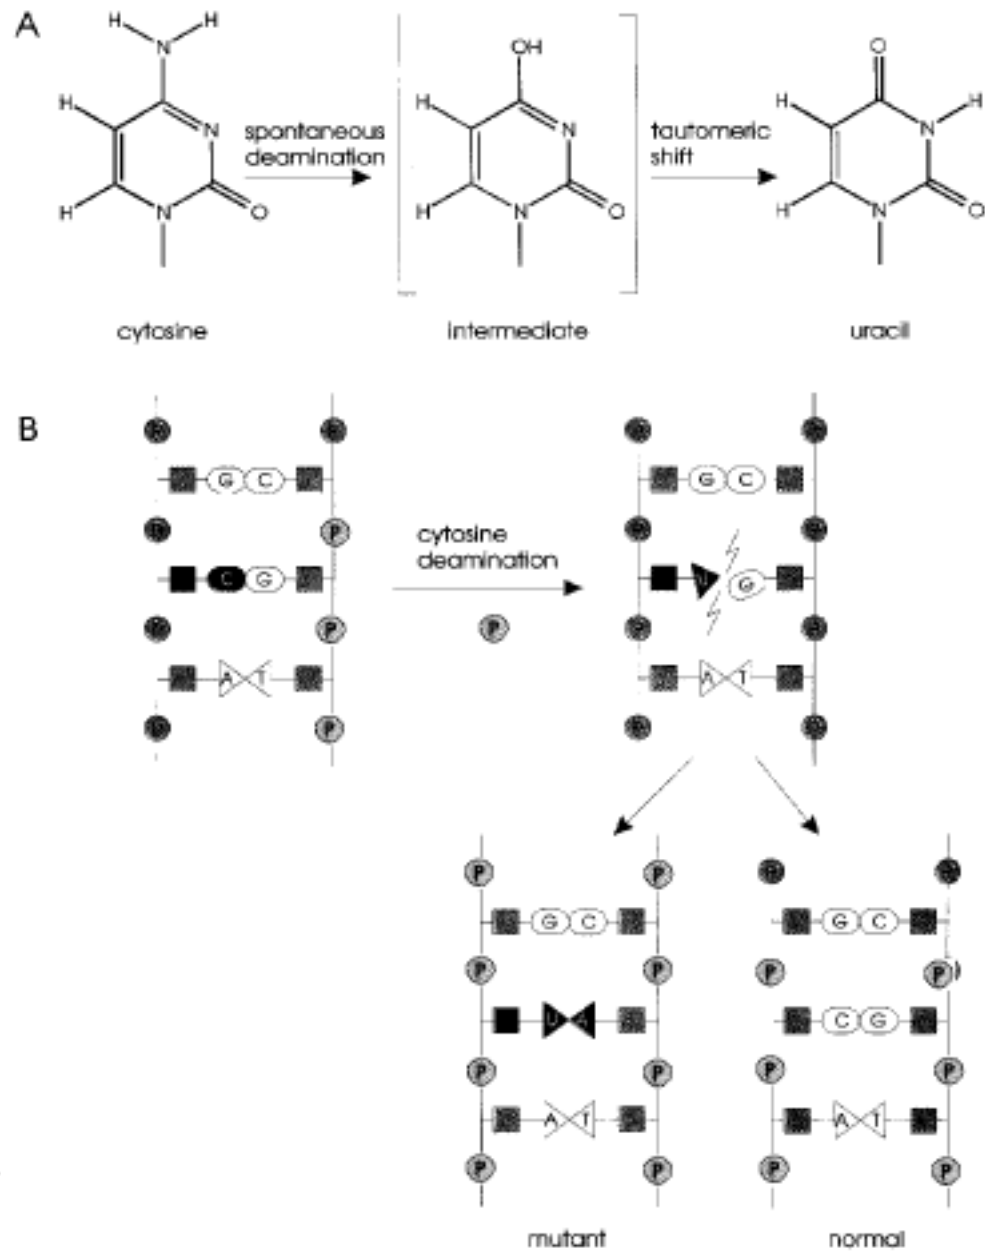 A
H H
N
H
N
H
N
O
cytosine
spontaneous
deamination
OH
H
N
H
N
O
intermediate
tautomeric
shift
O
H
H
N
H
N
O
uracil
B
G C
P
C G
P
A T
P
cytosine
deamination
P
G C
U G
A T
P P
G C
P P
U A
P P
A T
P P
mutant
G C
P P
C G
P P
A T
P P
normal